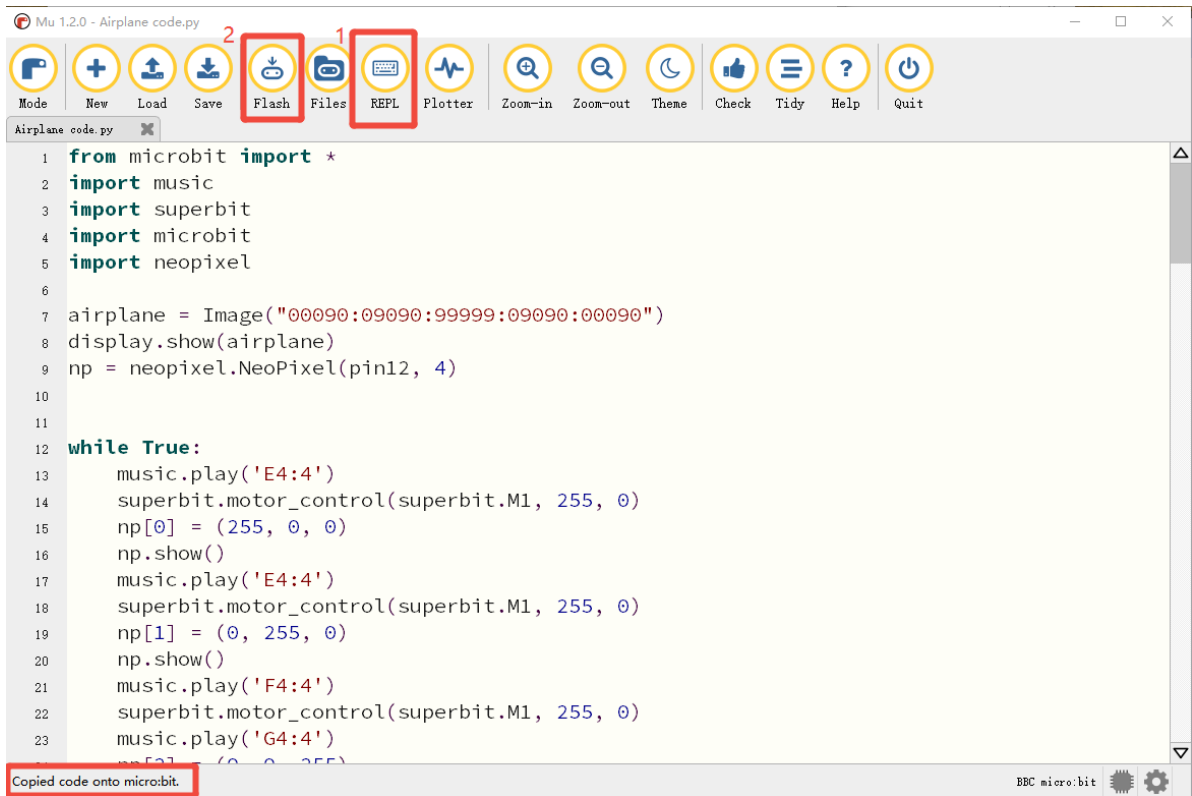 Mu 1.2.0 - Airplane code.py
2 1
Mode New Load Save Flash Files REPL Plotter Zoom-in Zoom-out Theme Check Tidy Help Quit
Airplane code.py
1 from microbit import *
2 import music
3 import superbit
4 import microbit
5 import neopixel
6
7 airplane = Image("00090:09090:99999:09090:00090")
8 display.show(airplane)
9 np = neopixel.NeoPixel(pin12, 4)
10
11
12 while True:
13     music.play('E4:4')
14     superbit.motor_control(superbit.M1, 255, 0)
15     np[0] = (255, 0, 0)
16     np.show()
17     music.play('E4:4')
18     superbit.motor_control(superbit.M1, 255, 0)
19     np[1] = (0, 255, 0)
20     np.show()
21     music.play('F4:4')
22     superbit.motor_control(superbit.M1, 255, 0)
23     music.play('G4:4')
Copied code onto micro:bit. BBC micro:bit